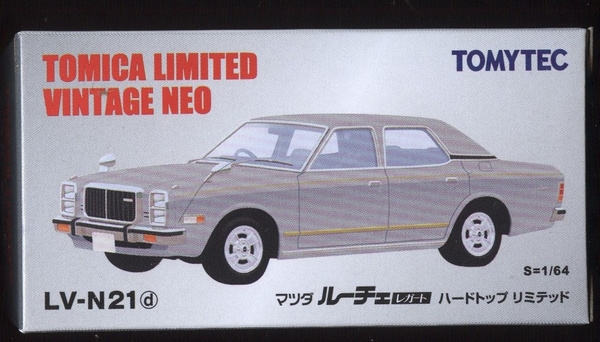 TOMICA LIMITED
VINTAGE NEO
TOMYTEC
S=1/64
LV-N21ⓓ
マツダ ルーチェ レガート ハードトップ リミテッド